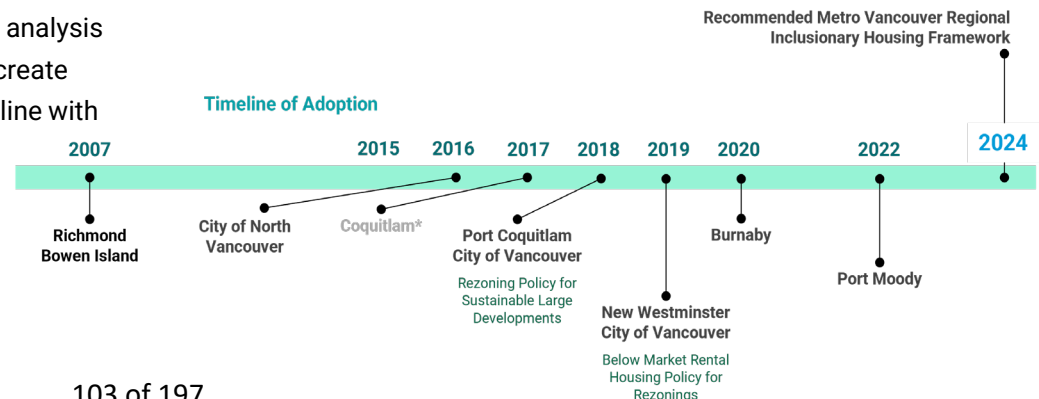 analysis
create
line with
Recommended Metro Vancouver Regional
Inclusionary Housing Framework
Timeline of Adoption
2007
2015
2016
2017
2018
2019
2020
2022
2024
Richmond
Bowen Island
City of North
Vancouver
Coquitlam*
Port Coquitlam
City of Vancouver
Rezoning Policy for
Sustainable Large
Developments
New Westminster
City of Vancouver
Below Market Rental
Housing Policy for
Rezonings
Burnaby
Port Moody
103 of 197